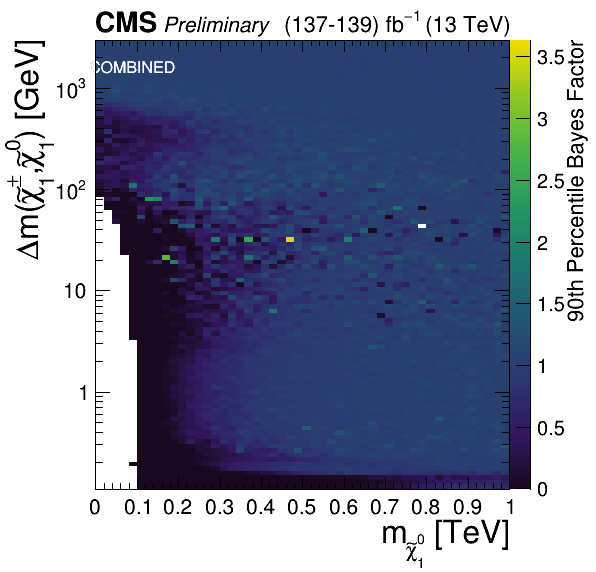 CMS Preliminary (137-139) fb⁻¹ (13 TeV)
COMBINED
Δm(χ̃₁±,χ̃₁⁰) [GeV]
10³
10²
10
1
0 0.1 0.2 0.3 0.4 0.5 0.6 0.7 0.8 0.9 1
m_χ̃₁⁰ [TeV]
3.5
3
2.5
2
1.5
1
0.5
0
90th Percentile Bayes Factor